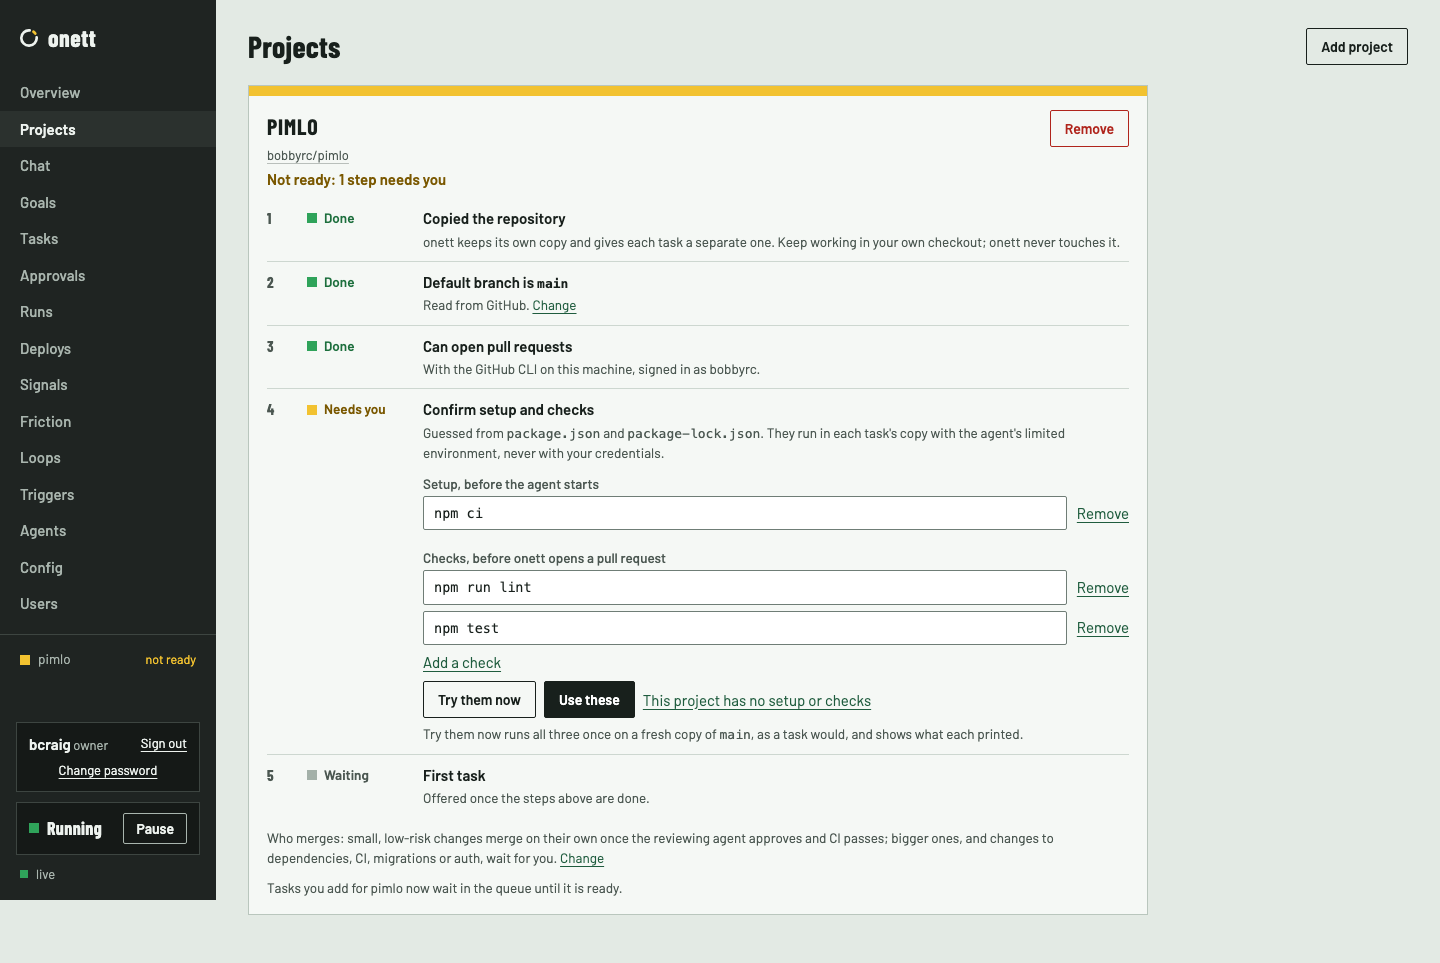 onett
Overview
Projects
Chat
Goals
Tasks
Approvals
Runs
Deploys
Signals
Friction
Loops
Triggers
Agents
Config
Users
pimlo not ready
bcraig owner Sign out
Change password
Running Pause
live
Projects
Add project
PIMLO
Remove
bobbyrc/pimlo
Not ready: 1 step needs you
1 Done Copied the repository
onett keeps its own copy and gives each task a separate one. Keep working in your own checkout; onett never touches it.
2 Done Default branch is main
Read from GitHub. Change
3 Done Can open pull requests
With the GitHub CLI on this machine, signed in as bobbyrc.
4 Needs you Confirm setup and checks
Guessed from package.json and package-lock.json. They run in each task's copy with the agent's limited
environment, never with your credentials.
Setup, before the agent starts
npm ci Remove
Checks, before onett opens a pull request
npm run lint Remove
npm test Remove
Add a check
Try them now Use these This project has no setup or checks
Try them now runs all three once on a fresh copy of main, as a task would, and shows what each printed.
5 Waiting First task
Offered once the steps above are done.
Who merges: small, low-risk changes merge on their own once the reviewing agent approves and CI passes; bigger ones, and changes to
dependencies, CI, migrations or auth, wait for you. Change
Tasks you add for pimlo now wait in the queue until it is ready.